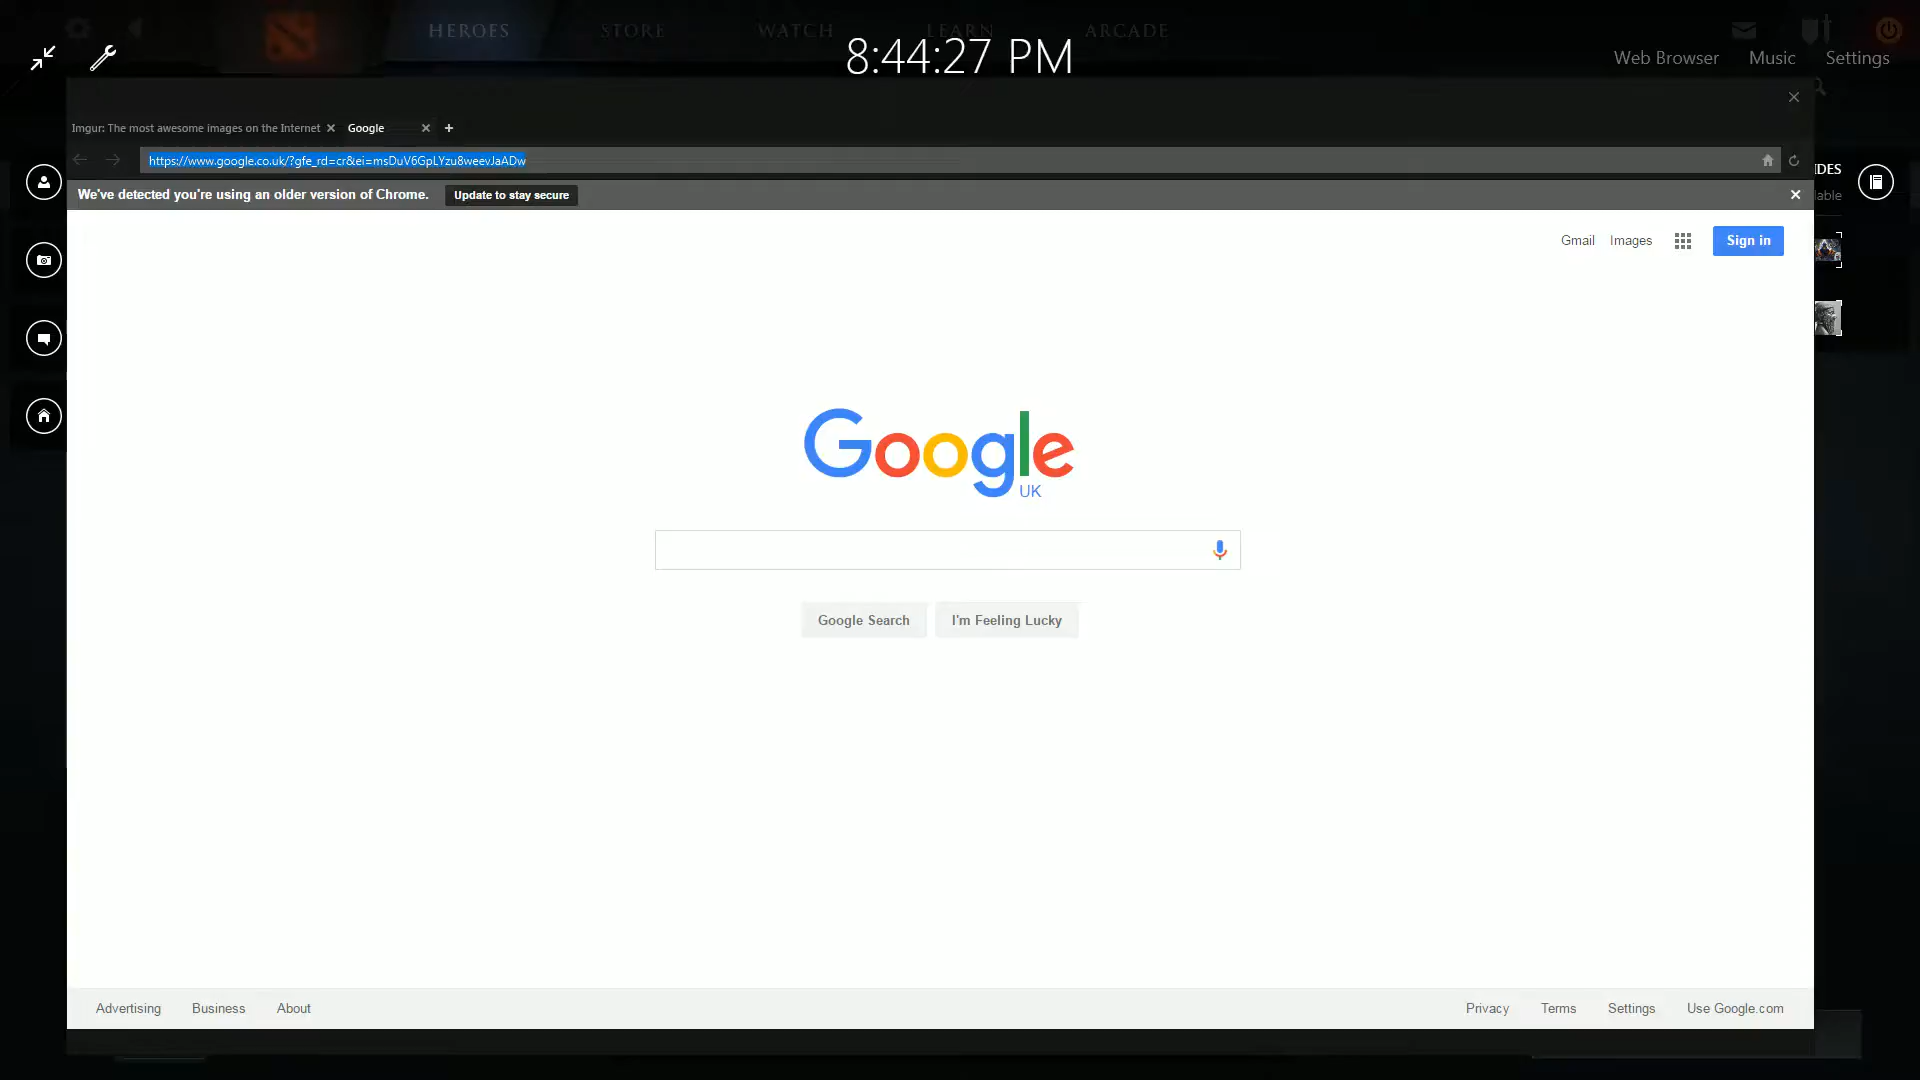 HEROES STORE WATCH LEARN ARCADE
8:44:27 PM
Web Browser Music Settings
Imgur: The most awesome images on the Internet Google
https://www.google.co.uk/?gfe_rd=cr&ei=msDuV6GpLYzu8weevJaADw
We've detected you're using an older version of Chrome. Update to stay secure
IDES
lable
Gmail Images Sign in
Google
UK
Google Search I'm Feeling Lucky
Advertising Business About Privacy Terms Settings Use Google.com